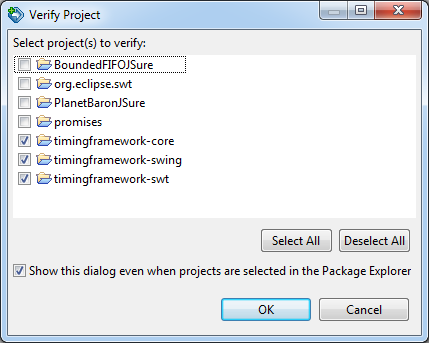 Verify Project
Select project(s) to verify:
BoundedFIFOJSure
org.eclipse.swt
PlanetBaronJSure
promises
timingframework-core
timingframework-swing
timingframework-swt
Select All
Deselect All
Show this dialog even when projects are selected in the Package Explorer
OK
Cancel